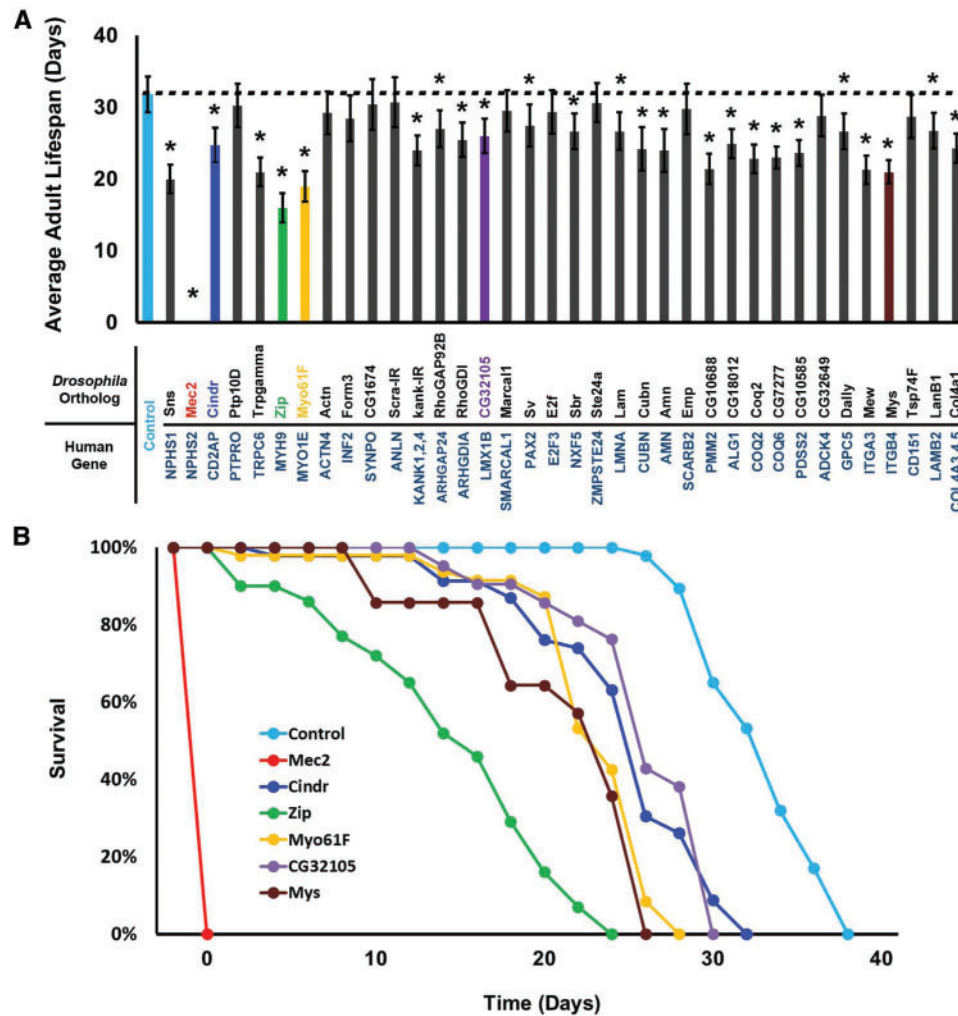 A
Average Adult Lifespan (Days)
40
30
20
10
0
* * * * * * * * * * * * * * * * * * * * * * * *
Drosophila Ortholog
Control
Sns
Mec2
Cindr
Ptp10D
Trpgamma
Zip
Myo61F
Actn
Form3
CG1674
Scra-IR
kank-IR
RhoGAP92B
RhoGDI
CG32105
Marcal1
Sv
E2f
Sbr
Ste24a
Lam
Cubn
Amn
Emp
CG10688
CG18012
Coq2
CG7277
CG10585
CG32649
Dally
Mew
Mys
Tsp74F
LanB1
Col4a1
Human Gene
NPHS1
NPHS2
CD2AP
PTPRO
TRPC6
MYH9
MYO1E
ACTN4
INF2
SYNPO
ANLN
KANK1,2,4
ARHGAP24
ARHGDIA
LMX1B
SMARCAL1
PAX2
E2F3
NXF5
ZMPSTE24
LMNA
CUBN
AMN
SCARB2
PMM2
ALG1
COQ2
COQ6
PDSS2
ADCK4
GPC5
ITGA3
ITGB4
CD151
LAMB2
COL4A3,4,5
B
Survival
100%
80%
60%
40%
20%
0%
Control
Mec2
Cindr
Zip
Myo61F
CG32105
Mys
0 10 20 30 40
Time (Days)